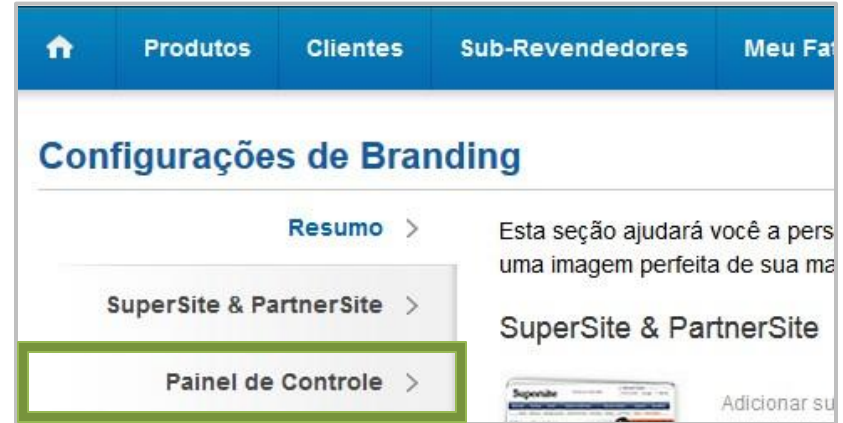 Produtos Clientes Sub-Revendedores Meu
Configurações de Branding
Resumo
SuperSite & PartnerSite
Painel de Controle
Esta seção ajudará você a pers
uma imagem perfeita de sua ma
SuperSite & PartnerSite
Supersite
Adicionar su